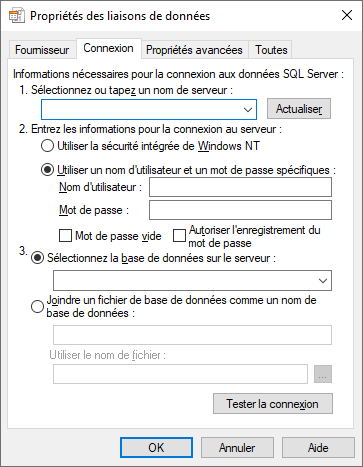 Propriétés des liaisons de données
Fournisseur Connexion Propriétés avancées Toutes
Informations nécessaires pour la connexion aux données SQL Server :
1. Sélectionnez ou tapez un nom de serveur :
Actualiser
2. Entrez les informations pour la connexion au serveur :
Utiliser la sécurité intégrée de Windows NT
Utiliser un nom d'utilisateur et un mot de passe spécifiques :
Nom d'utilisateur :
Mot de passe :
Mot de passe vide
Autoriser l'enregistrement du
mot de passe
3. Sélectionnez la base de données sur le serveur :
Joindre un fichier de base de données comme un nom de
base de données :
Utiliser le nom de fichier :
...
Tester la connexion
OK Annuler Aide